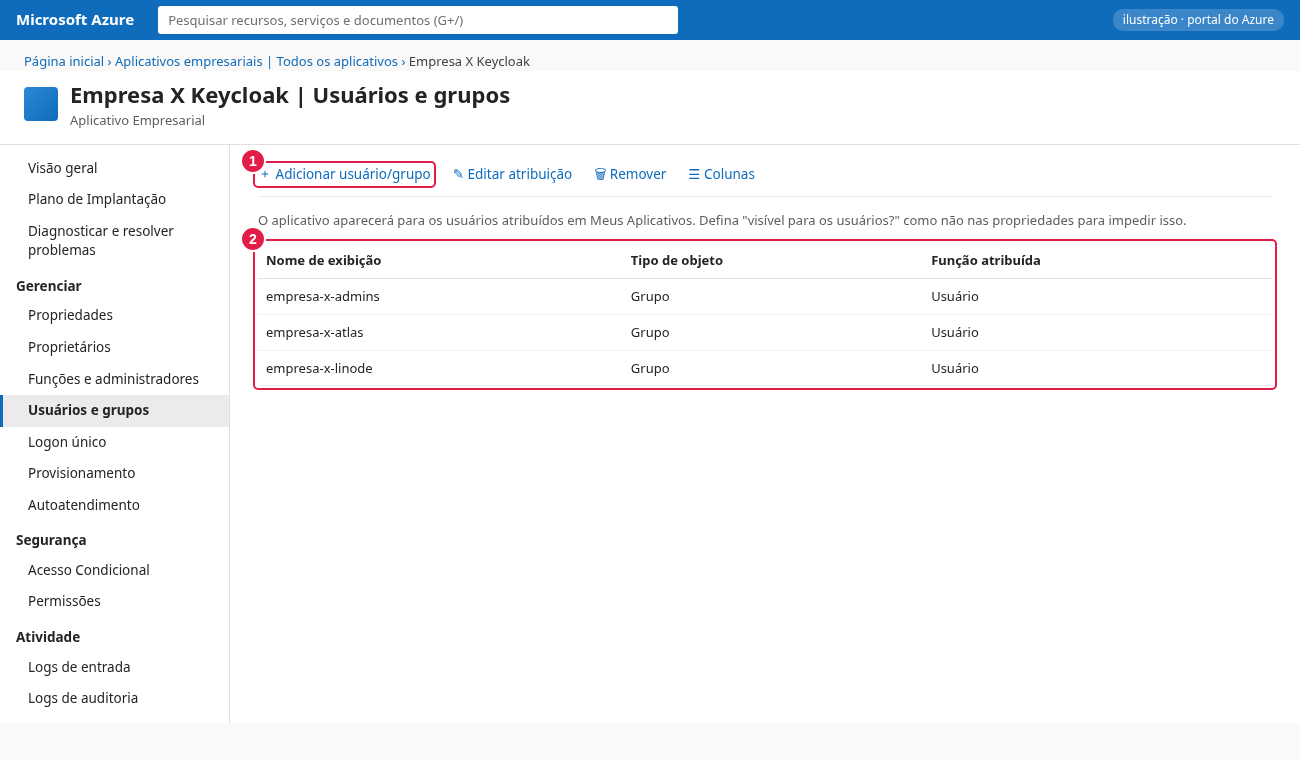 Microsoft Azure
Pesquisar recursos, serviços e documentos (G+/)
ilustração · portal do Azure
Página inicial › Aplicativos empresariais | Todos os aplicativos › Empresa X Keycloak
Empresa X Keycloak | Usuários e grupos
Aplicativo Empresarial
Visão geral
Plano de Implantação
Diagnosticar e resolver
problemas
Gerenciar
Propriedades
Proprietários
Funções e administradores
Usuários e grupos
Logon único
Provisionamento
Autoatendimento
Segurança
Acesso Condicional
Permissões
Atividade
Logs de entrada
Logs de auditoria
1
+ Adicionar usuário/grupo ✎ Editar atribuição 🗑 Remover ☰ Colunas
O aplicativo aparecerá para os usuários atribuídos em Meus Aplicativos. Defina "visível para os usuários?" como não nas propriedades para impedir isso.
2
Nome de exibição Tipo de objeto Função atribuída
empresa-x-admins Grupo Usuário
empresa-x-atlas Grupo Usuário
empresa-x-linode Grupo Usuário